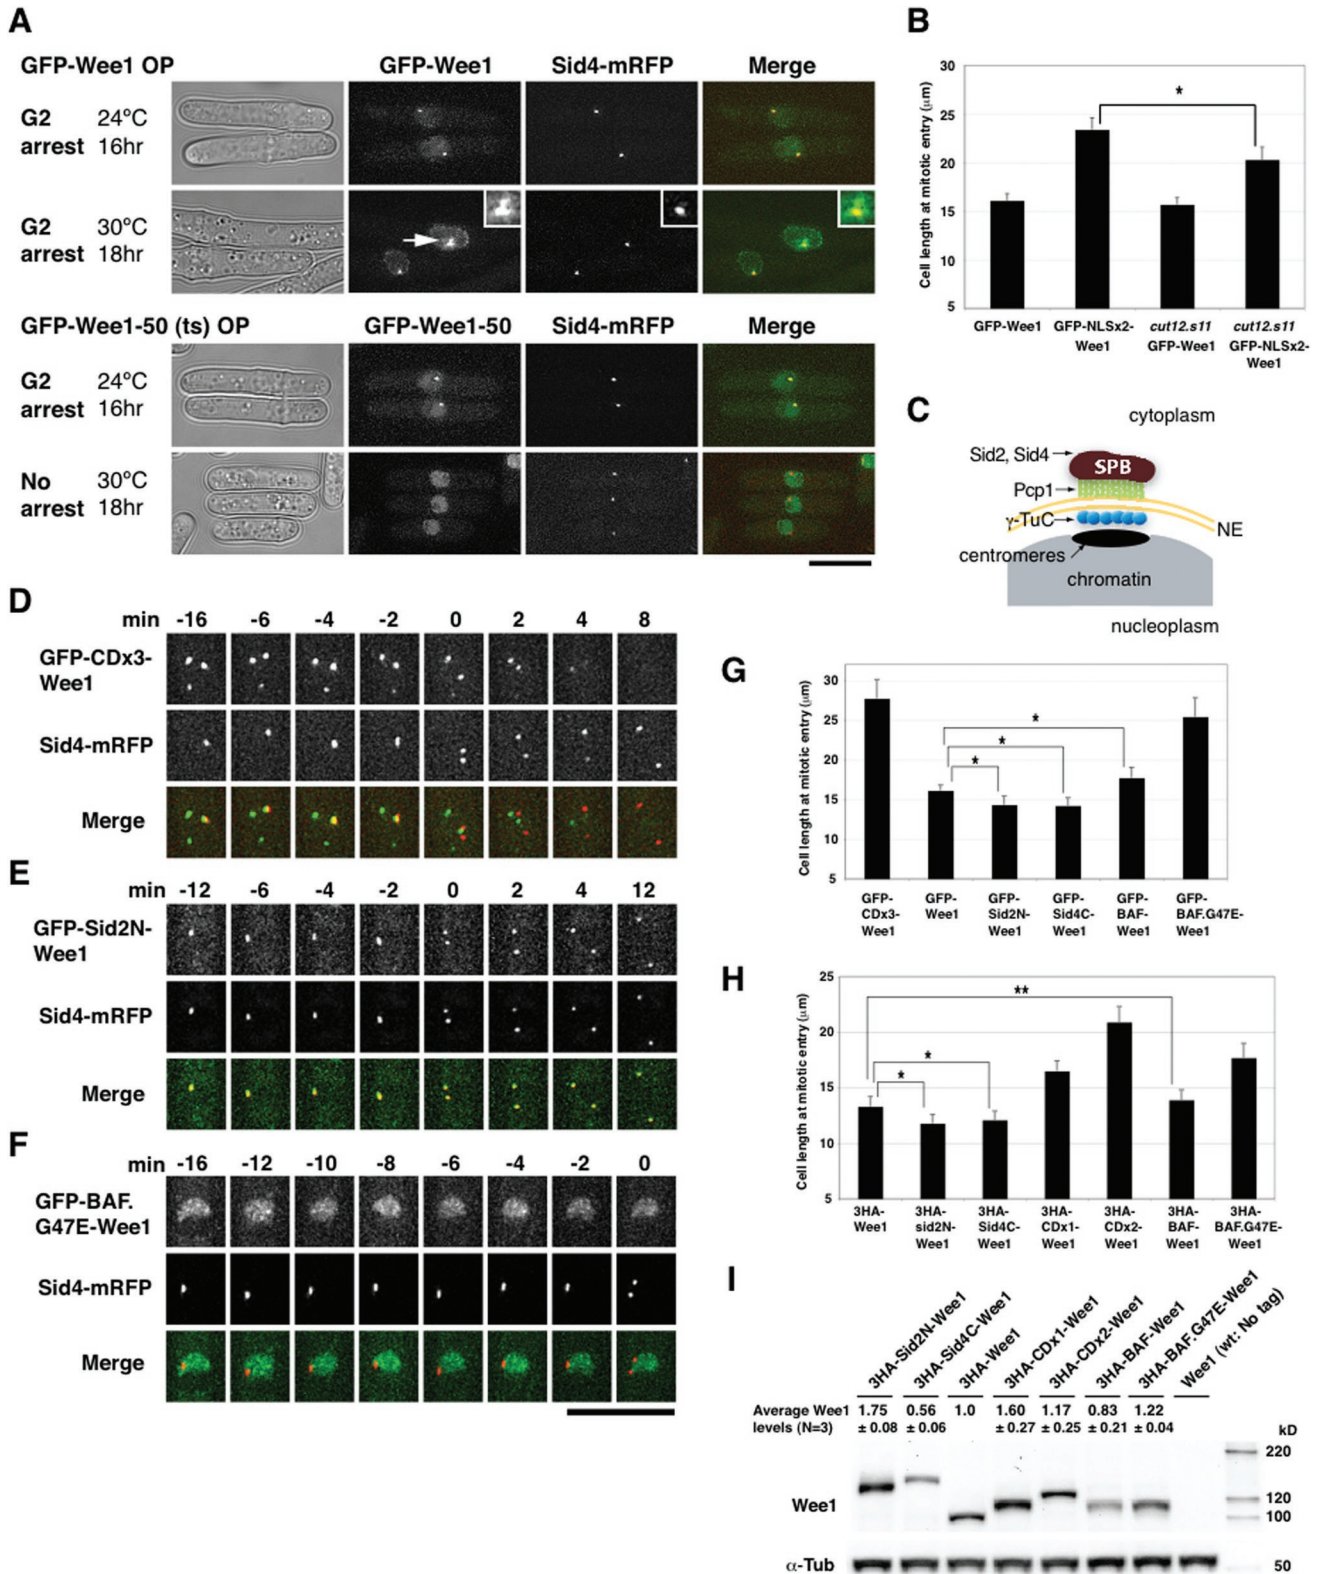 A
GFP-Wee1 OP
GFP-Wee1 Sid4-mRFP Merge
G2 24°C
arrest 16hr
G2 30°C
arrest 18hr
GFP-Wee1-50 (ts) OP GFP-Wee1-50 Sid4-mRFP Merge
G2 24°C
arrest 16hr
No 30°C
arrest 18hr
B
Cell length at mitotic entry (μm)
30
25
20
15
10
5
*
GFP-Wee1
GFP-NLSx2-
Wee1
cut12.s11
GFP-Wee1
cut12.s11
GFP-NLSx2-
Wee1
C
cytoplasm
Sid2, Sid4
SPB
Pcp1
γ-TuC
NE
centromeres
chromatin
nucleoplasm
D
min -16 -6 -4 -2 0 2 4 8
GFP-CDx3-
Wee1
Sid4-mRFP
Merge
E
min -12 -6 -4 -2 0 2 4 12
GFP-Sid2N-
Wee1
Sid4-mRFP
Merge
F
min -16 -12 -10 -8 -6 -4 -2 0
GFP-BAF.
G47E-Wee1
Sid4-mRFP
Merge
G
Cell length at mitotic entry (μm)
30
25
20
15
10
5
*
*
*
GFP-
CDx3-
Wee1
GFP-
Wee1
GFP-
Sid2N-
Wee1
GFP-
Sid4C-
Wee1
GFP-
BAF-
Wee1
GFP-
BAF.G47E-
Wee1
H
Cell length at mitotic entry (μm)
25
20
15
10
5
**
*
*
3HA-
Wee1
3HA-
sid2N-
Wee1
3HA-
Sid4C-
Wee1
3HA-
CDx1-
Wee1
3HA-
CDx2-
Wee1
3HA-
BAF-
Wee1
3HA-
BAF.G47E-
Wee1
I
3HA-Sid2N-Wee1
3HA-Sid4C-Wee1
3HA-Wee1
3HA-CDx1-Wee1
3HA-CDx2-Wee1
3HA-BAF-Wee1
3HA-BAF.G47E-Wee1
Wee1 (wt: No tag)
Average Wee1 1.75 0.56 1.0 1.60 1.17 0.83 1.22
levels (N=3) ± 0.08 ± 0.06 ± 0.27 ± 0.25 ± 0.21 ± 0.04
kD
220
120
100
Wee1
α-Tub
50